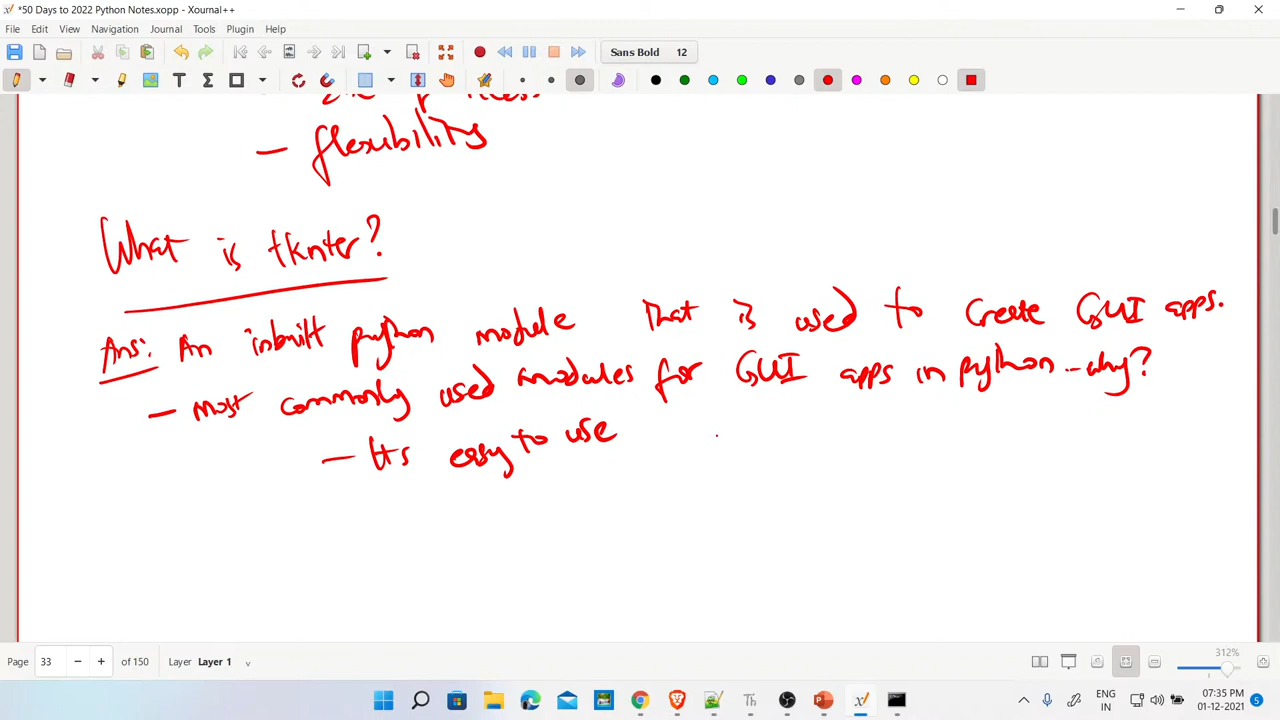 *50 Days to 2022 Python Notes.xopp - Xournal++
File Edit View Navigation Journal Tools Plugin Help
Sans Bold 12
- flexibility
What is tknter?
Ans: An inbuilt python module that is used to Create GUI apps.
- most commonly used modules for GUI apps in python...why?
- Its easy to use
Page 33 of 150 Layer Layer 1 312%
ENG 07:35 PM
IN 01-12-2021 5